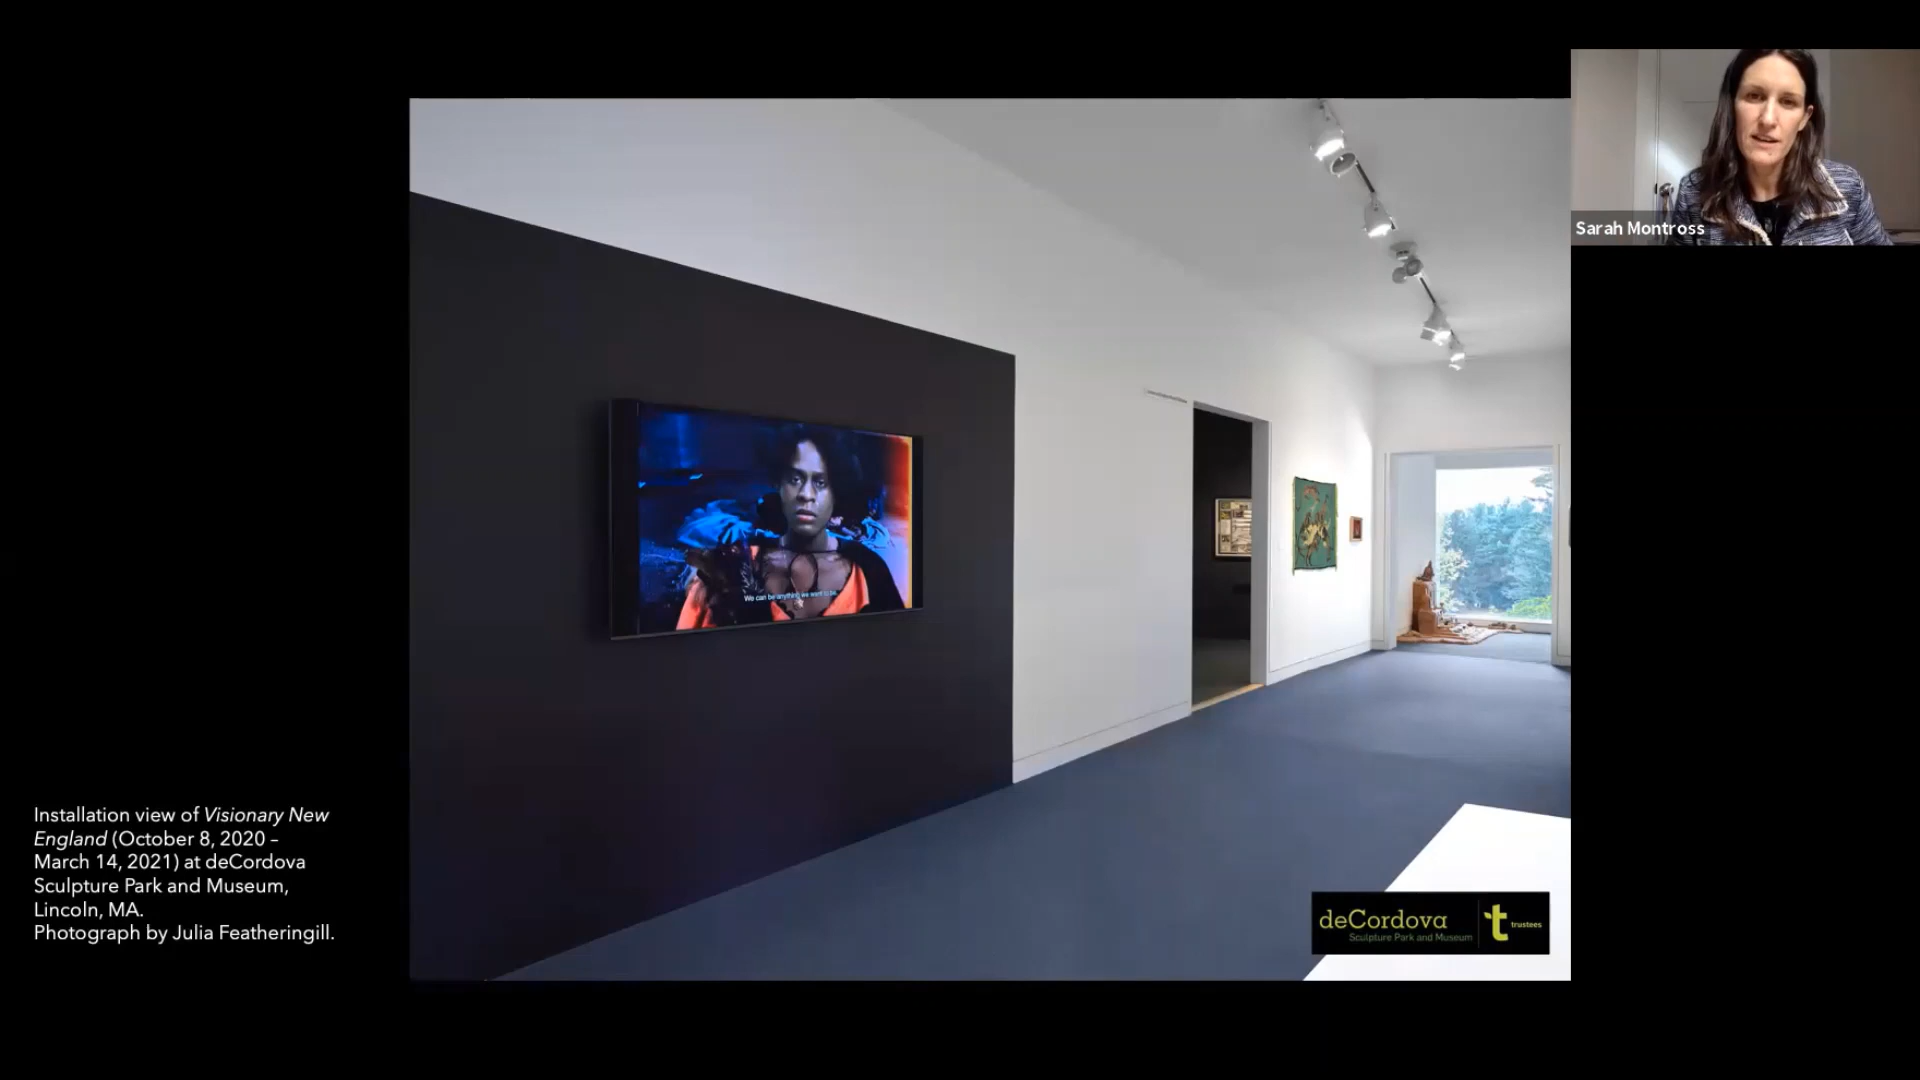 Sarah Montross
We can be anything we want to be.
Installation view of Visionary New
England (October 8, 2020 –
March 14, 2021) at deCordova
Sculpture Park and Museum,
Lincoln, MA.
Photograph by Julia Featheringill.
deCordova
Sculpture Park and Museum
t trustees